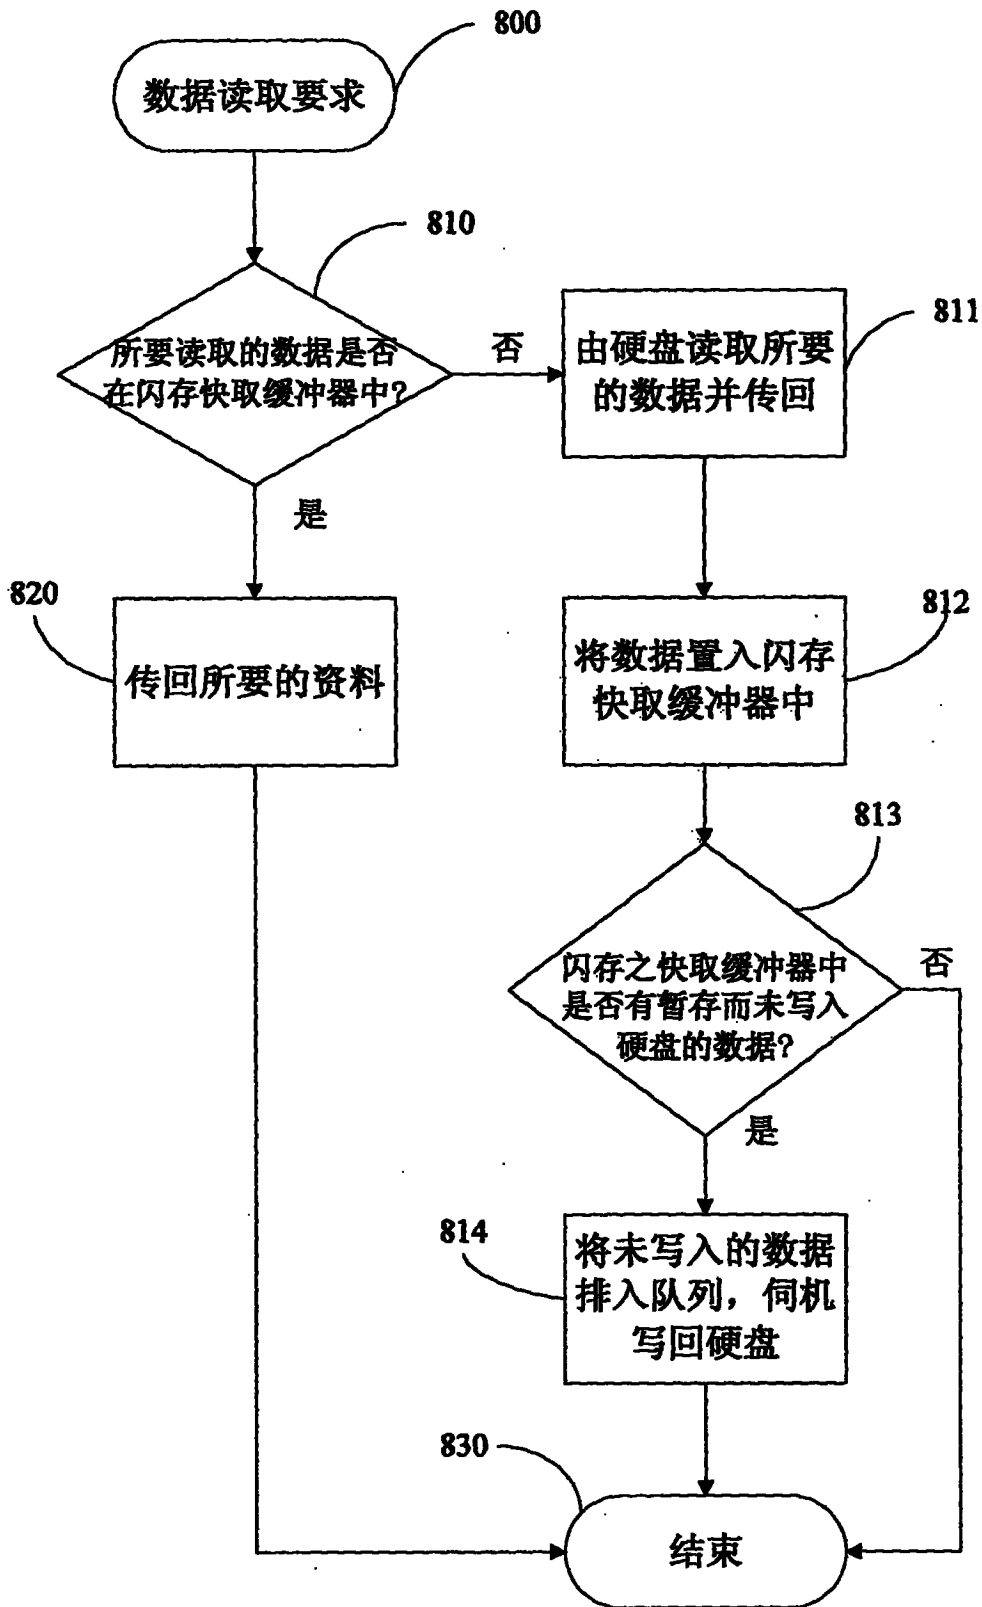 800
数据读取要求
810
所要读取的数据是否
在闪存快取缓冲器中?
否
811
由硬盘读取所要
的数据并传回
是
820
传回所要的资料
812
将数据置入闪存
快取缓冲器中
813
闪存之快取缓冲器中
是否有暂存而未写入
硬盘的数据?
否
是
814
将未写入的数据
排入队列，伺机
写回硬盘
830
结束